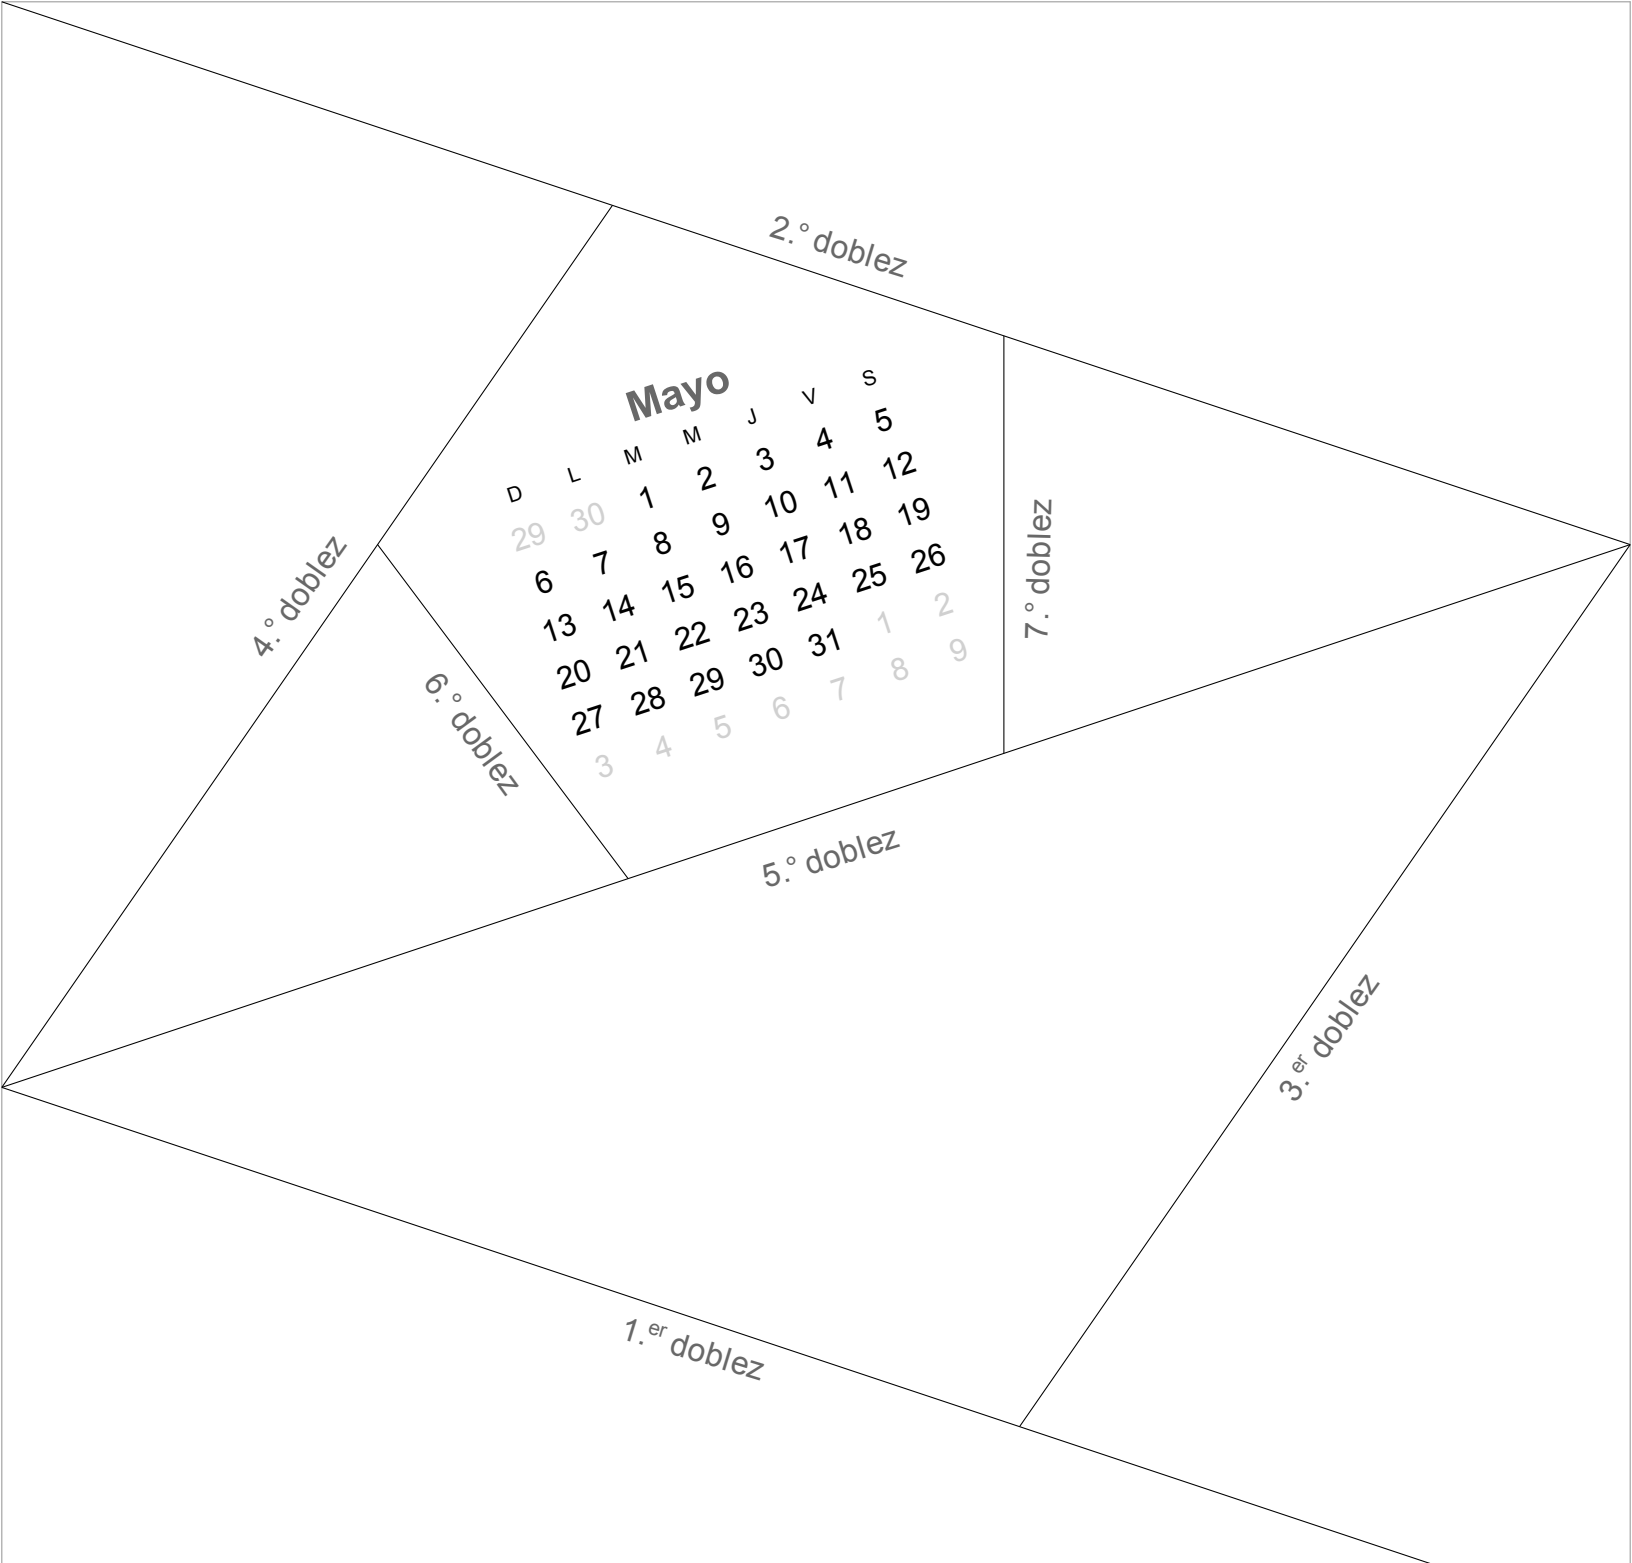 2.° doblez
Mayo
D L M M J V S
29 30 1 2 3 4 5
6 7 8 9 10 11 12
13 14 15 16 17 18 19
20 21 22 23 24 25 26
27 28 29 30 31 1 2
3 4 5 6 7 8 9
7.° doblez
4.° doblez
6.° doblez
5.° doblez
3.er doblez
1.er doblez